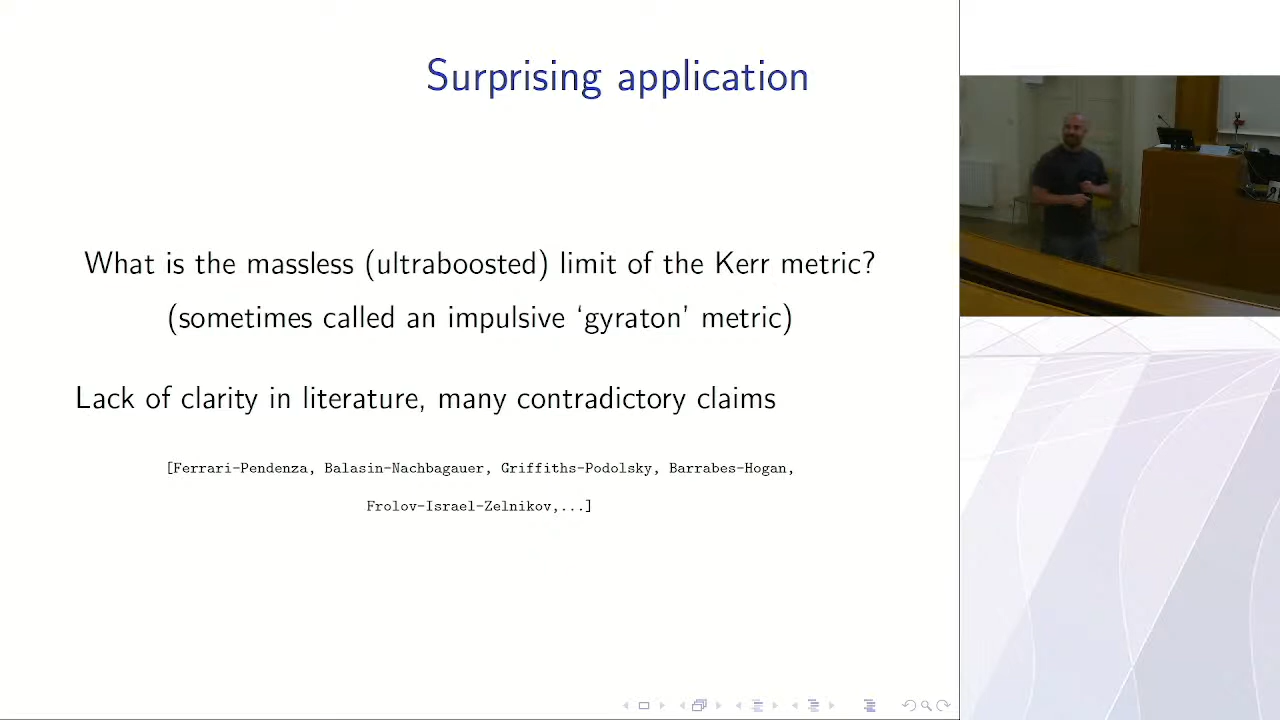 Surprising application
What is the massless (ultraboosted) limit of the Kerr metric?
(sometimes called an impulsive ‘gyraton’ metric)
Lack of clarity in literature, many contradictory claims
[Ferrari-Pendenza, Balasin-Nachbagauer, Griffiths-Podolsky, Barrabes-Hogan,
Frolov-Israel-Zelnikov,...]